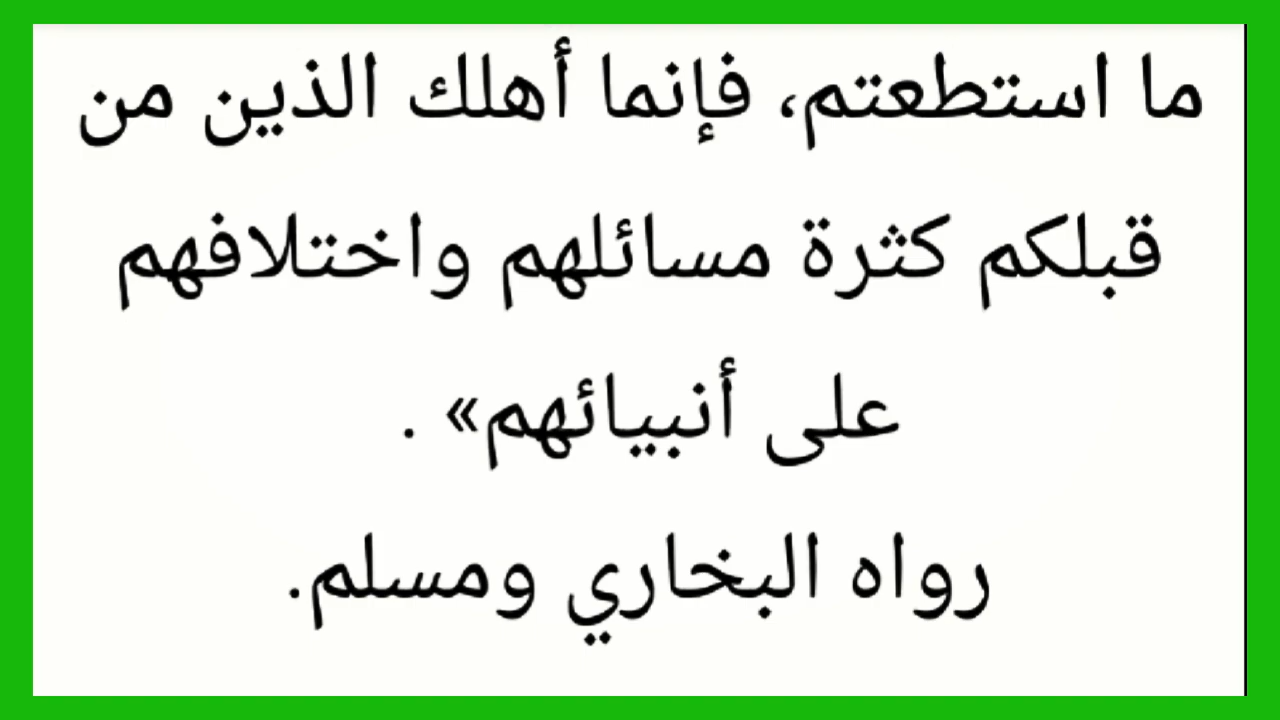 ما استطعتم، فإنما أهلك الذين من
قبلكم كثرة مسائلهم واختلافهم
على أنبيائهم» .
رواه البخاري ومسلم.